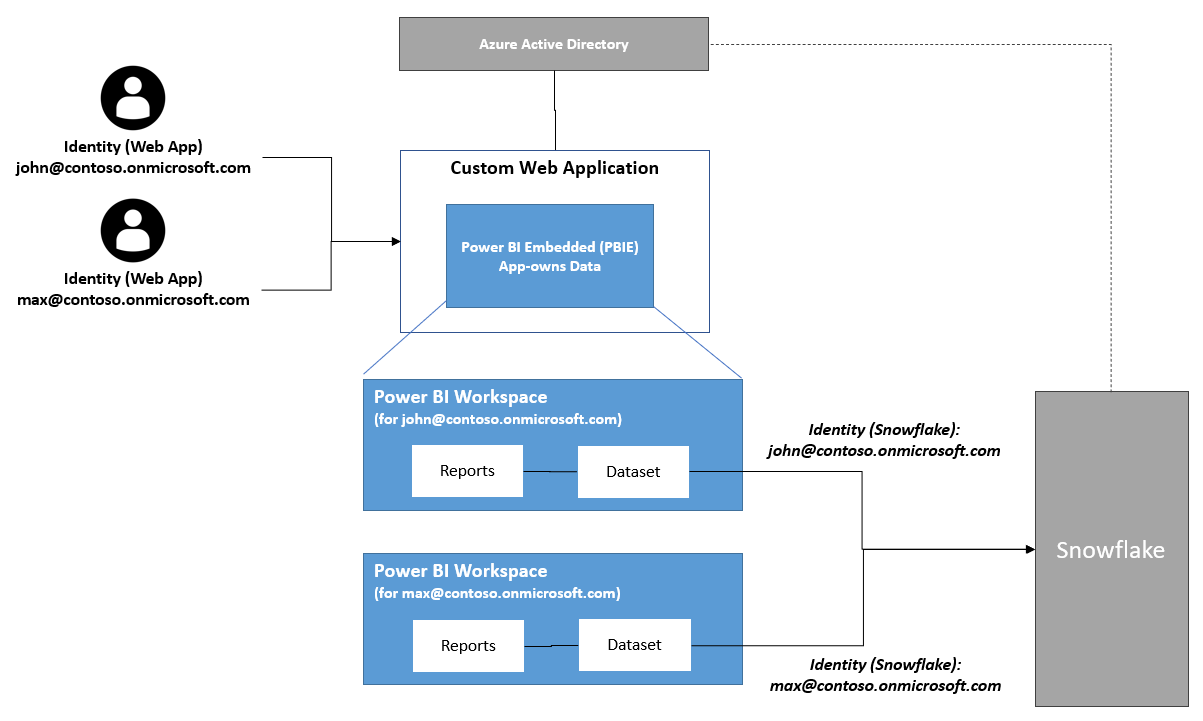 Azure Active Directory
Identity (Web App)
john@contoso.onmicrosoft.com
Identity (Web App)
max@contoso.onmicrosoft.com
Custom Web Application
Power BI Embedded (PBIE)
App-owns Data
Power BI Workspace
(for john@contoso.onmicrosoft.com)
Reports
Dataset
Identity (Snowflake):
john@contoso.onmicrosoft.com
Snowflake
Power BI Workspace
(for max@contoso.onmicrosoft.com)
Reports
Dataset
Identity (Snowflake):
max@contoso.onmicrosoft.com